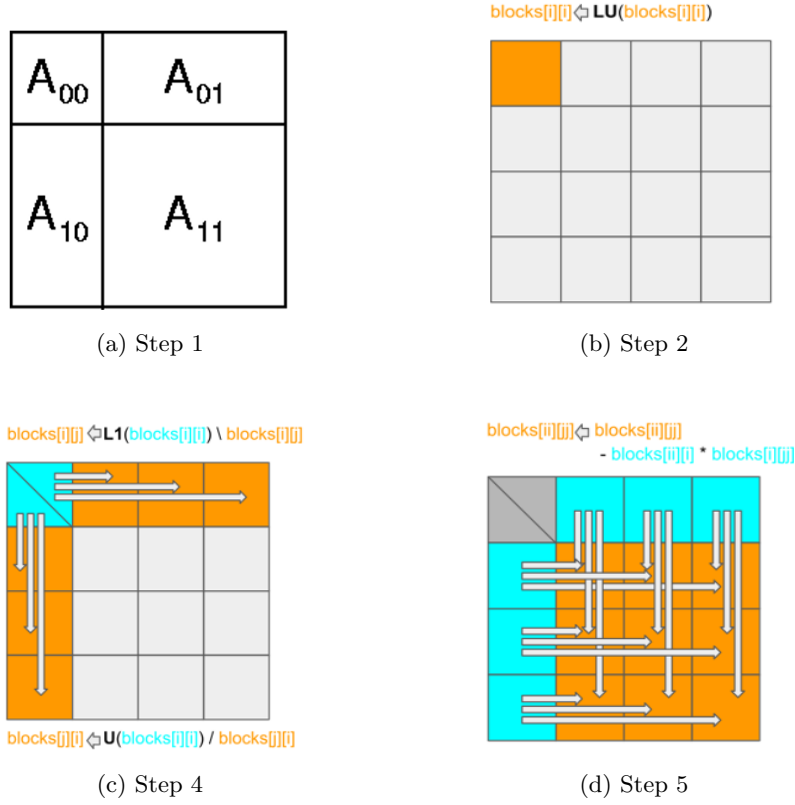 A00 A01
A10 A11
(a) Step 1
blocks[i][i]⇦ LU(blocks[i][i])
(b) Step 2
blocks[i][j] ⇦ L1(blocks[i][i]) \ blocks[i][j]
blocks[j][i] ⇦ U(blocks[i][i]) / blocks[j][i]
(c) Step 4
blocks[ii][jj]⇦ blocks[ii][jj]
- blocks[ii][i] * blocks[i][jj]
(d) Step 5